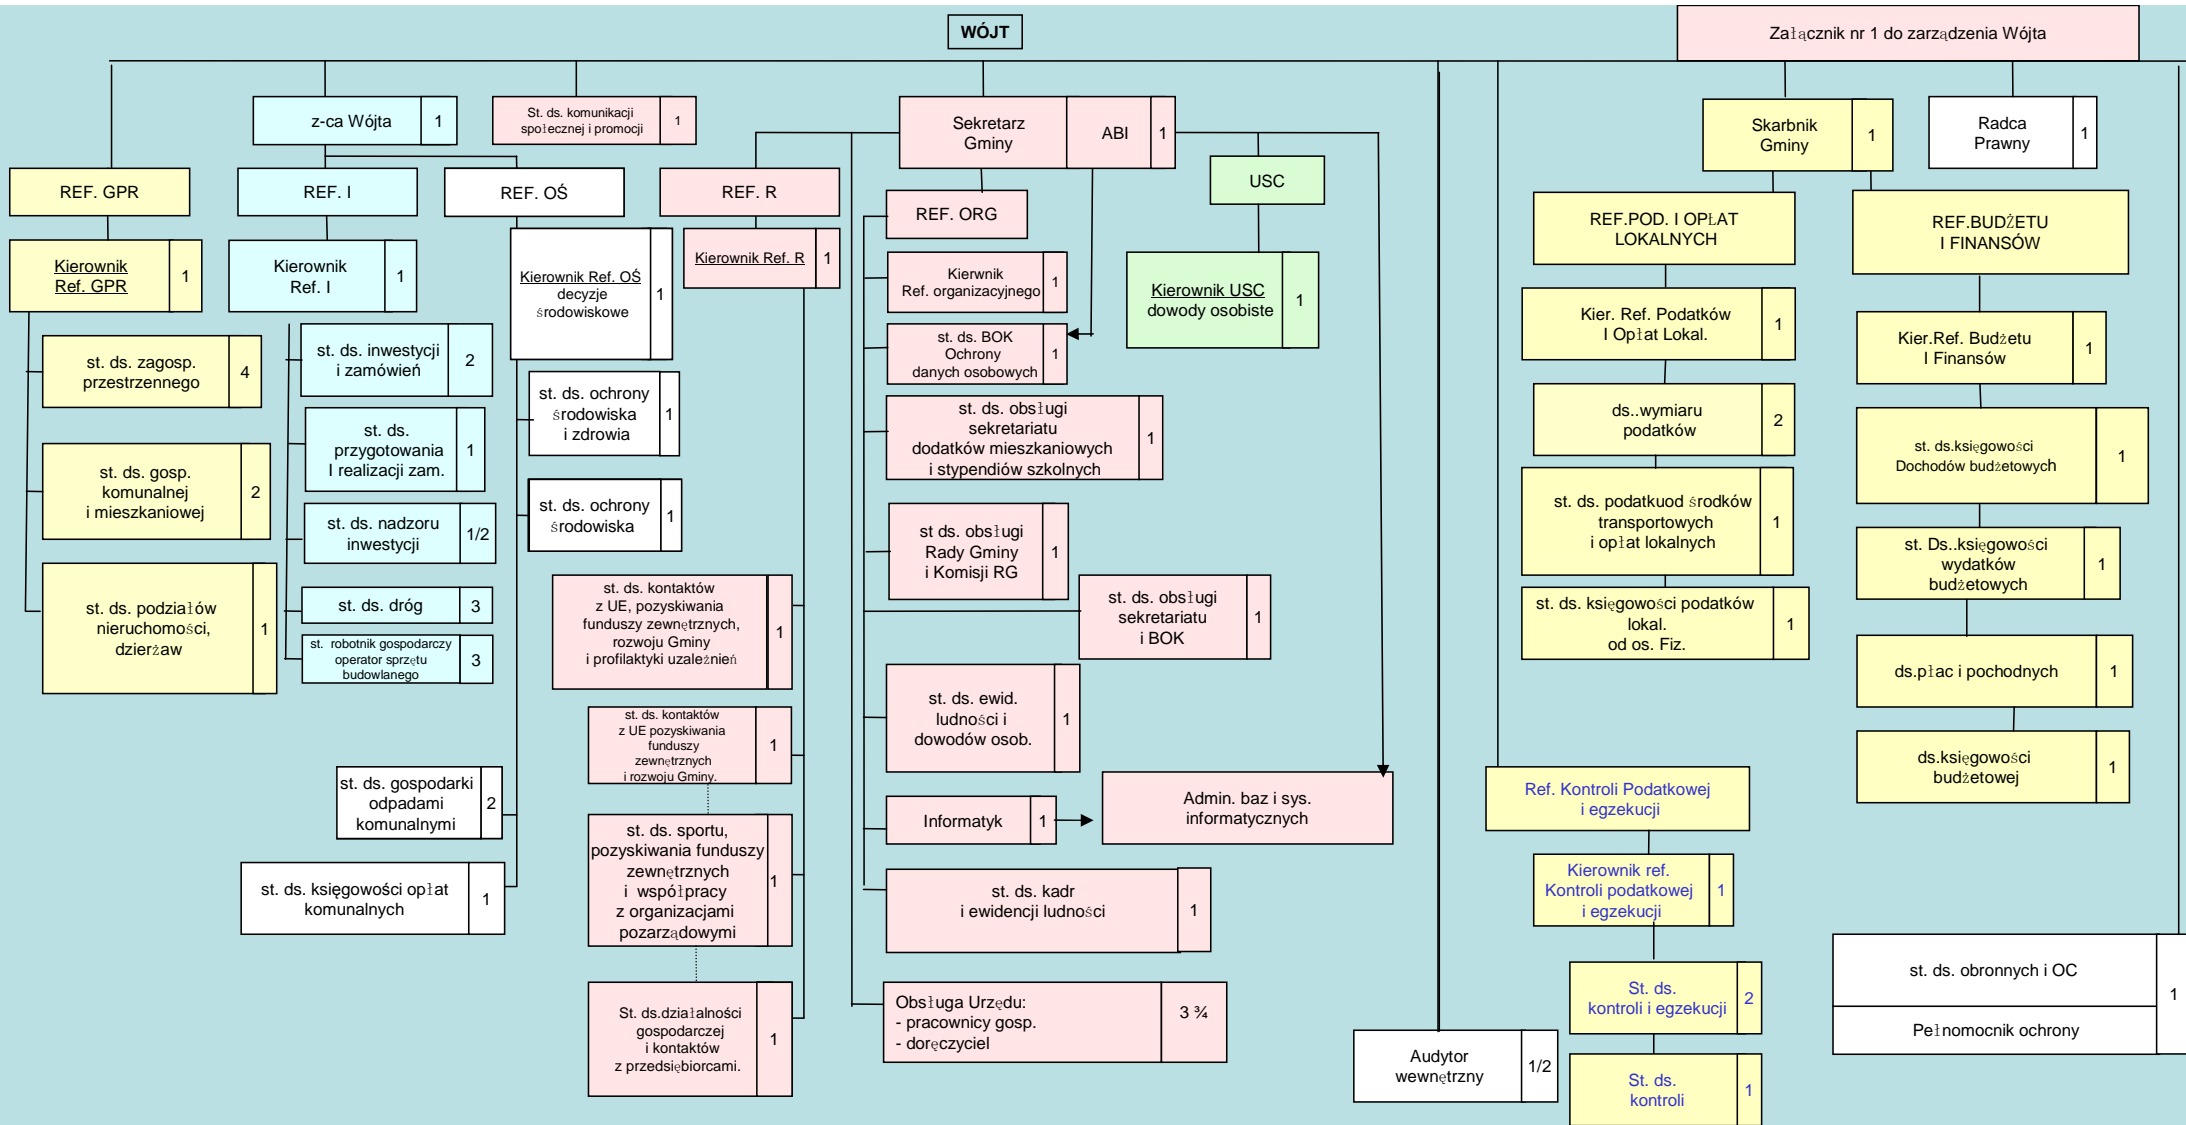 WÓJT
Załącznik nr 1 do zarządzenia Wójta
z-ca Wójta
1
St. ds. komunikacji
społecznej i promocji
1
Sekretarz
Gminy
ABI
1
Skarbnik
Gminy
1
Radca
Prawny
1
REF. GPR
REF. I
REF. OŚ
REF. R
REF. ORG
USC
REF.POD. I OPŁAT
LOKALNYCH
REF.BUDŻETU
I FINANSÓW
Kierownik
Ref. GPR
1
st. ds. zagosp.
przestrzennego
4
st. ds. gosp.
komunalnej
i mieszkaniowej
2
st. ds. podziałów
nieruchomości,
dzierżaw
1
Kierownik
Ref. I
1
st. ds. inwestycji
i zamówień
2
st. ds.
przygotowania
I realizacji zam.
1
st. ds. nadzoru
inwestycji
1/2
st. ds. dróg
3
st. robotnik gospodarczy
operator sprzętu
budowlanego
3
Kierownik Ref. OŚ
decyzje
środowiskowe
1
st. ds. ochrony
środowiska
i zdrowia
1
st. ds. ochrony
środowiska
1
st. ds. gospodarki
odpadami
komunalnymi
2
st. ds. księgowości opłat
komunalnych
1
Kierownik Ref. R
1
st. ds. kontaktów
z UE, pozyskiwania
funduszy zewnętrznych,
rozwoju Gminy
i profilaktyki uzależnień
1
st. ds. kontaktów
z UE pozyskiwania
funduszy
zewnętrznych
i rozwoju Gminy.
1
st. ds. sportu,
pozyskiwania funduszy
zewnętrznych
i współpracy
z organizacjami
pozarządowymi
1
St. ds.działalności
gospodarczej
i kontaktów
z przedsiębiorcami.
1
Kierwnik
Ref. organizacyjnego
1
st. ds. BOK
Ochrony
danych osobowych
1
st. ds. obsługi
sekretariatu
dodatków mieszkaniowych
i stypendiów szkolnych
1
st ds. obsługi
Rady Gminy
i Komisji RG
1
st. ds. obsługi
sekretariatu
i BOK
1
st. ds. ewid.
ludności i
dowodów osob.
1
Informatyk
1
Admin. baz i sys.
informatycznych
st. ds. kadr
i ewidencji ludności
1
Obsługa Urzędu:
- pracownicy gosp.
- doręczyciel
3 ¾
Kierownik USC
dowody osobiste
1
Kier. Ref. Podatków
I Opłat Lokal.
1
ds..wymiaru
podatków
2
st. ds. podatkuod środków
transportowych
i opłat lokalnych
1
st. ds. księgowości podatków
lokal.
od os. Fiz.
1
Kier.Ref. Budżetu
I Finansów
1
st. ds.księgowości
Dochodów budżetowych
1
st. Ds..księgowości
wydatków
budżetowych
1
ds.płac i pochodnych
1
ds.księgowości
budżetowej
1
Ref. Kontroli Podatkowej
i egzekucji
Kierownik ref.
Kontroli podatkowej
i egzekucji
1
St. ds.
kontroli i egzekucji
2
St. ds.
kontroli
1
Audytor
wewnętrzny
1/2
st. ds. obronnych i OC
Pełnomocnik ochrony
1